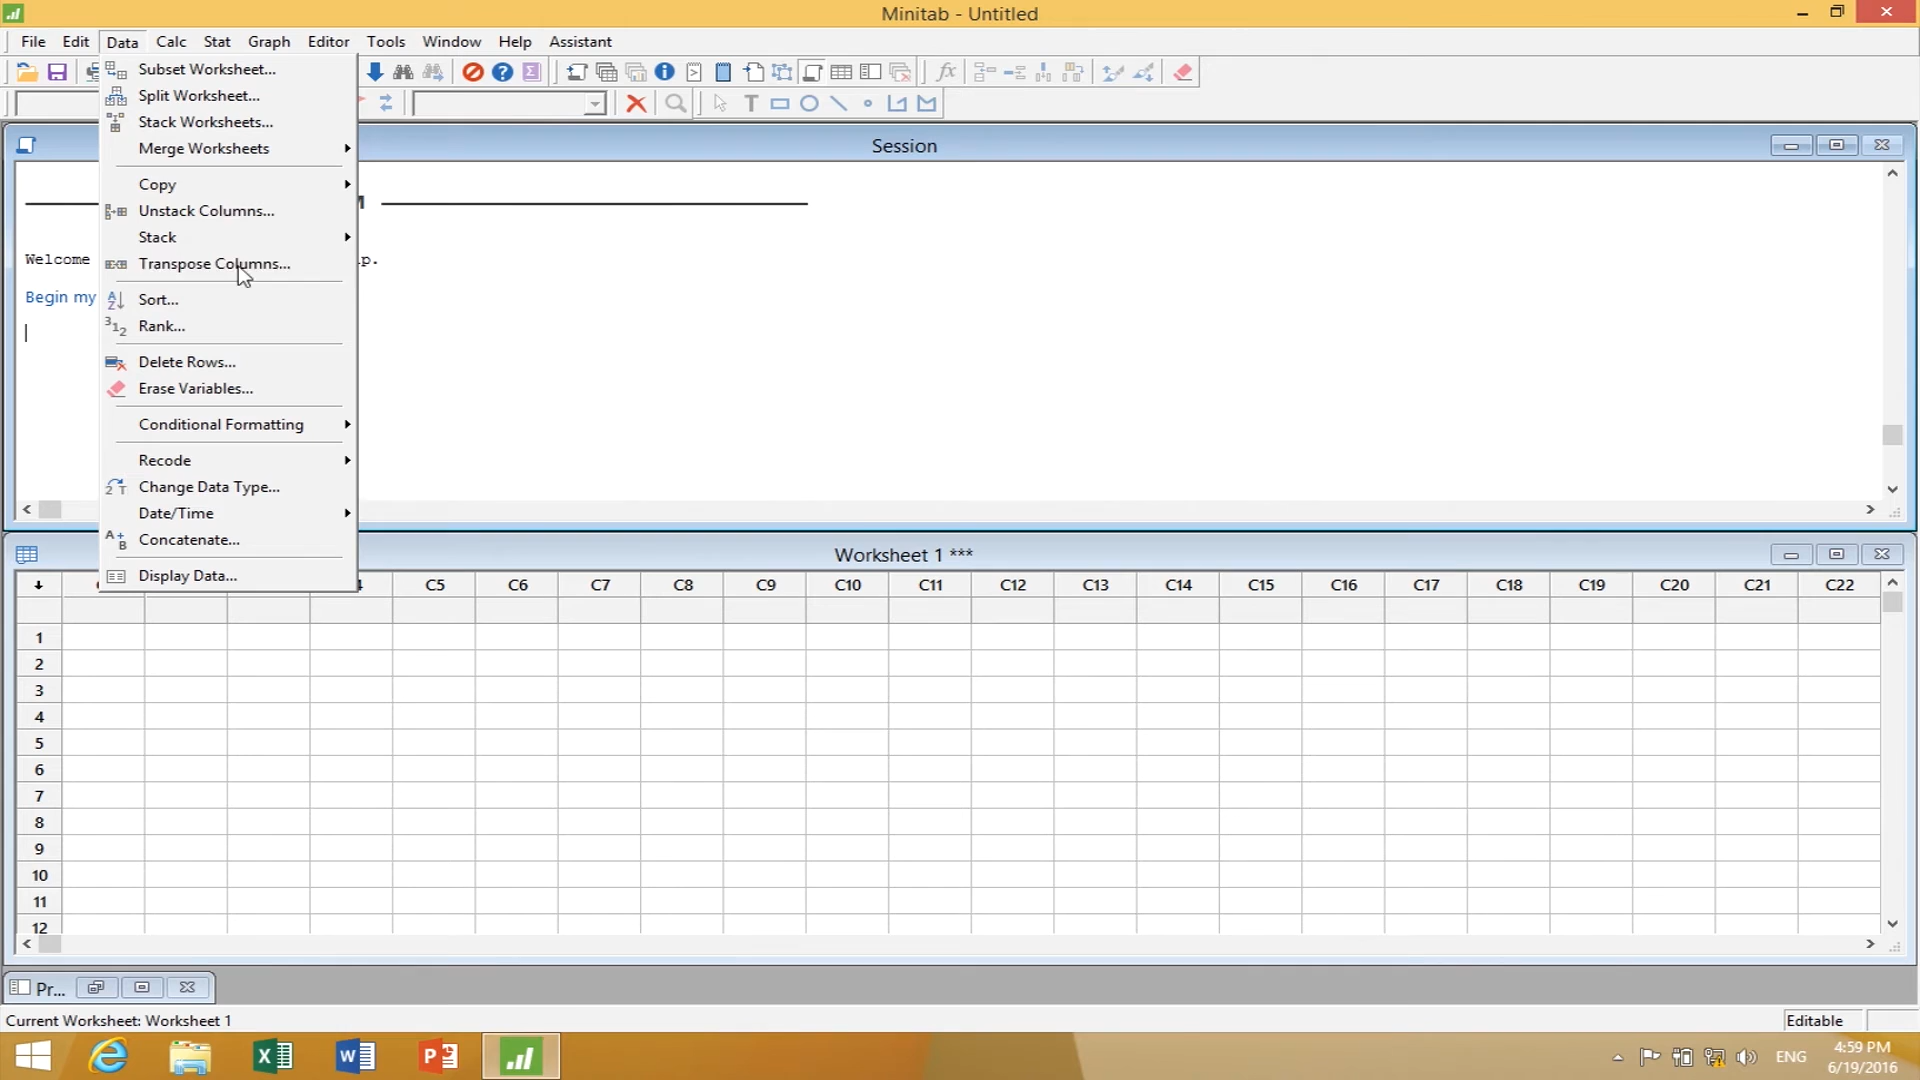 Minitab - Untitled
File Edit Data Calc Stat Graph Editor Tools Window Help Assistant
Subset Worksheet...
Split Worksheet...
Stack Worksheets...
Merge Worksheets
Copy
Unstack Columns...
Stack
Transpose Columns...
Sort...
Rank...
Delete Rows...
Erase Variables...
Conditional Formatting
Recode
Change Data Type...
Date/Time
Concatenate...
Display Data...
Session
M
Welcome p.
Begin my
Worksheet 1 ***
C5 C6 C7 C8 C9 C10 C11 C12 C13 C14 C15 C16 C17 C18 C19 C20 C21 C22
1
2
3
4
5
6
7
8
9
10
11
12
Pr...
Current Worksheet: Worksheet 1
Editable
ENG
4:59 PM
6/19/2016